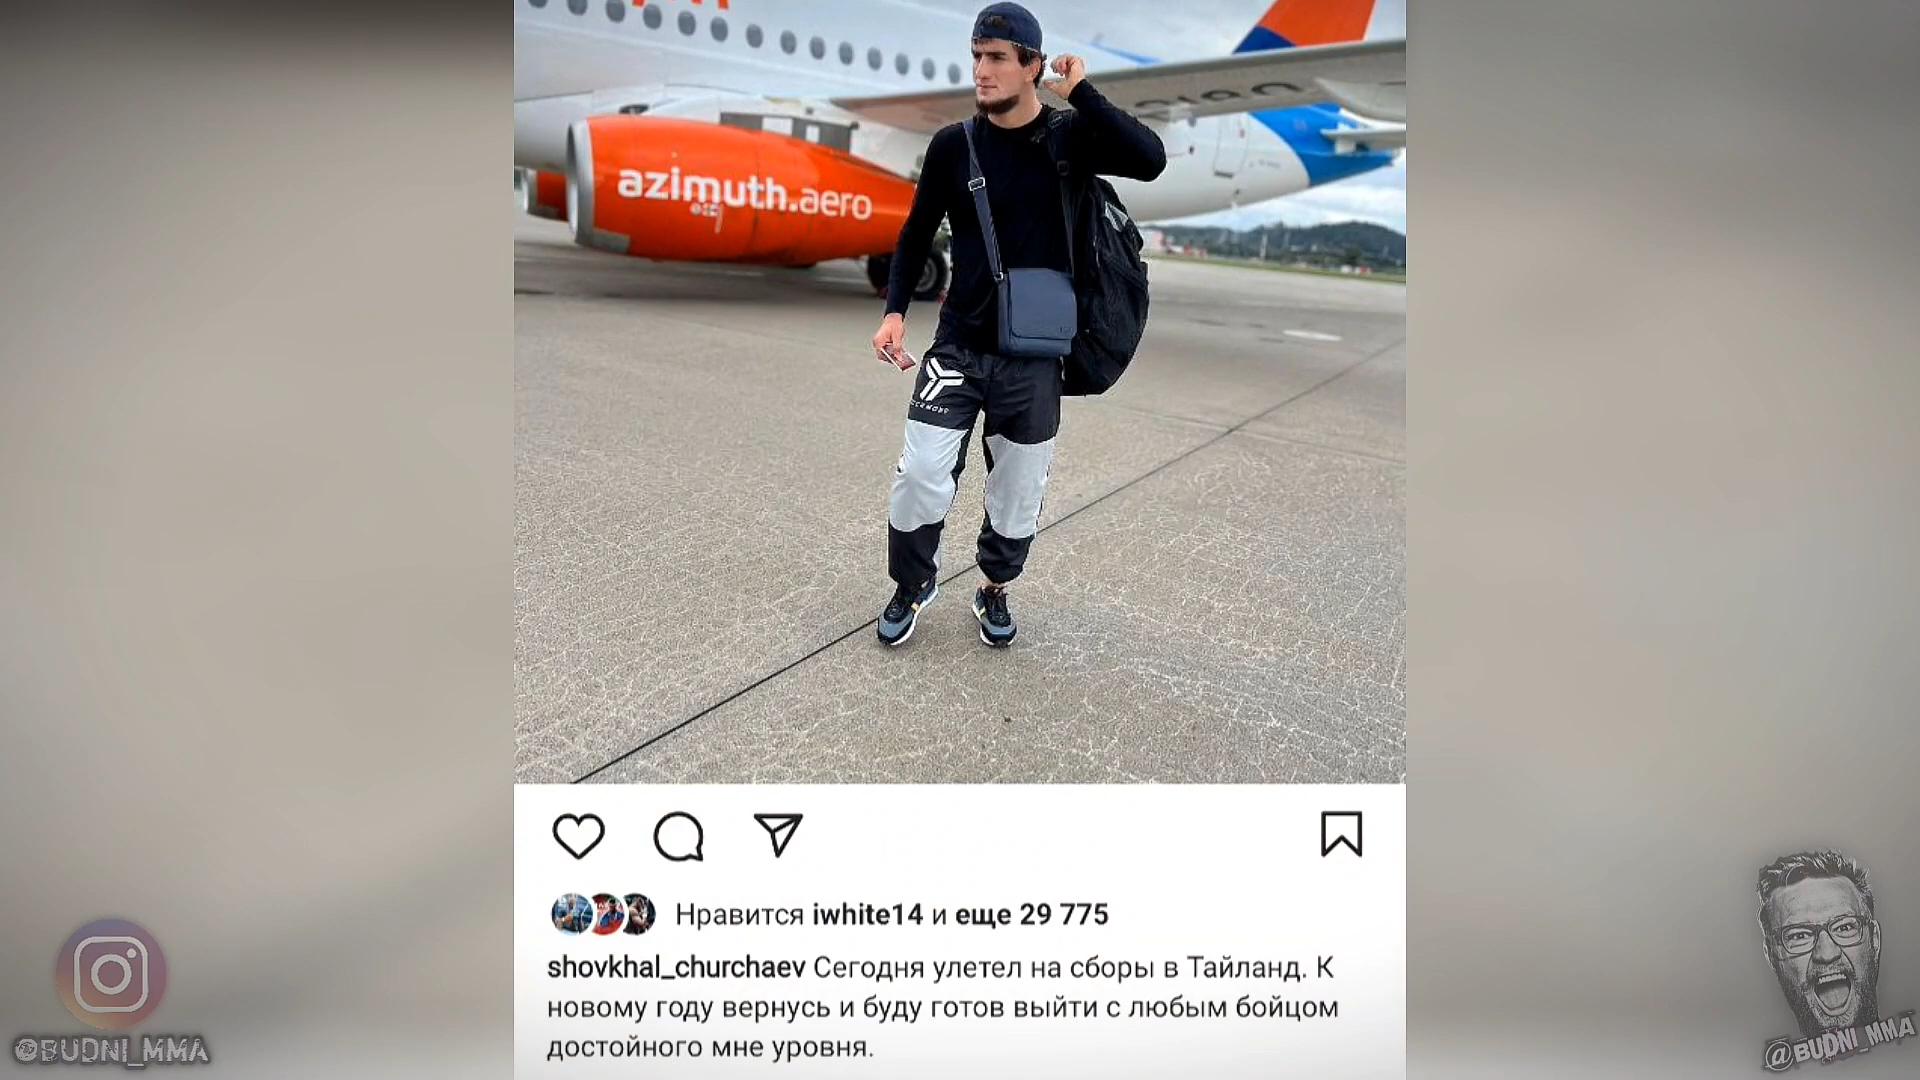 azimuth.aero
Нравится iwhite14 и еще 29 775
shovkhal_churchaev Сегодня улетел на сборы в Тайланд. К
новому году вернусь и буду готов выйти с любым бойцом
достойного мне уровня.
@BUDNI_MMA
@BUDNI_MMA